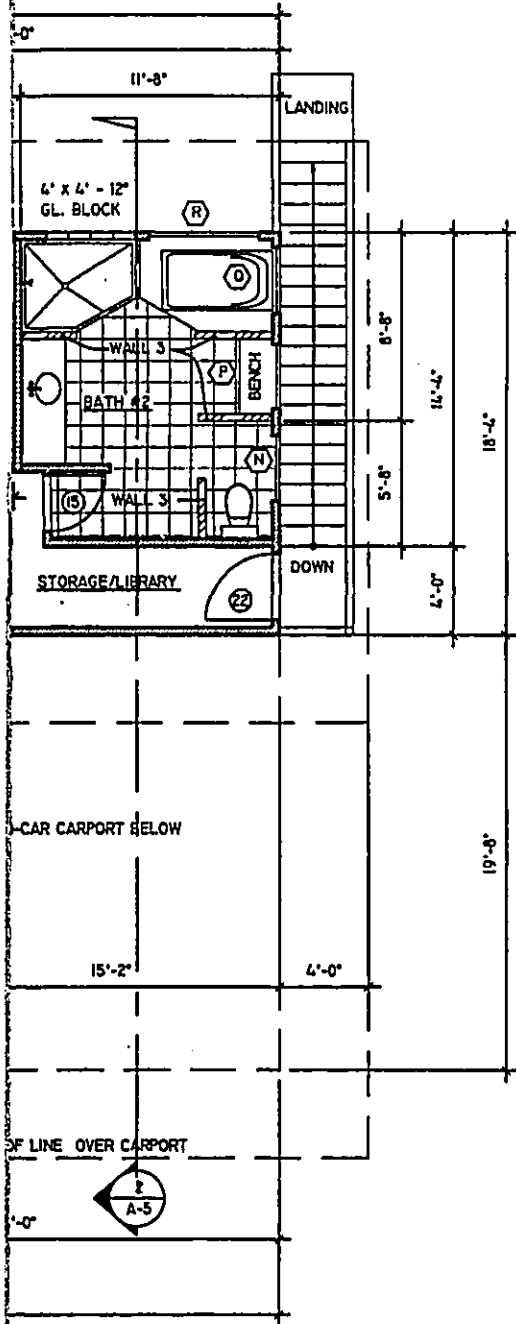 -0"
11'-8"
LANDING
4' X 4' - 12"
GL. BLOCK
R
Q
WALL 3
P
BENCH
8'-8"
14'-4"
18'-4"
BATH #2
N
5'-8"
15
WALL 3
STORAGE/LIBRARY
22
DOWN
4'-0"
-CAR CARPORT BELOW
19'-8"
15'-2"
4'-0"
OF LINE OVER CARPORT
A-5
'-0"